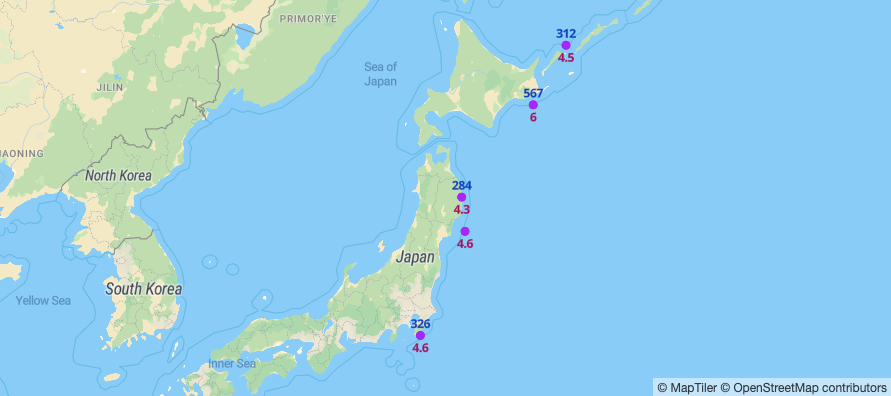 PRIMOR'YE
312
4.5
Sea of
Japan
JILIN
567
6
AONING
North Korea
284
4.3
4.6
Japan
South Korea
Yellow Sea
326
4.6
Inner Sea
© MapTiler © OpenStreetMap contributors